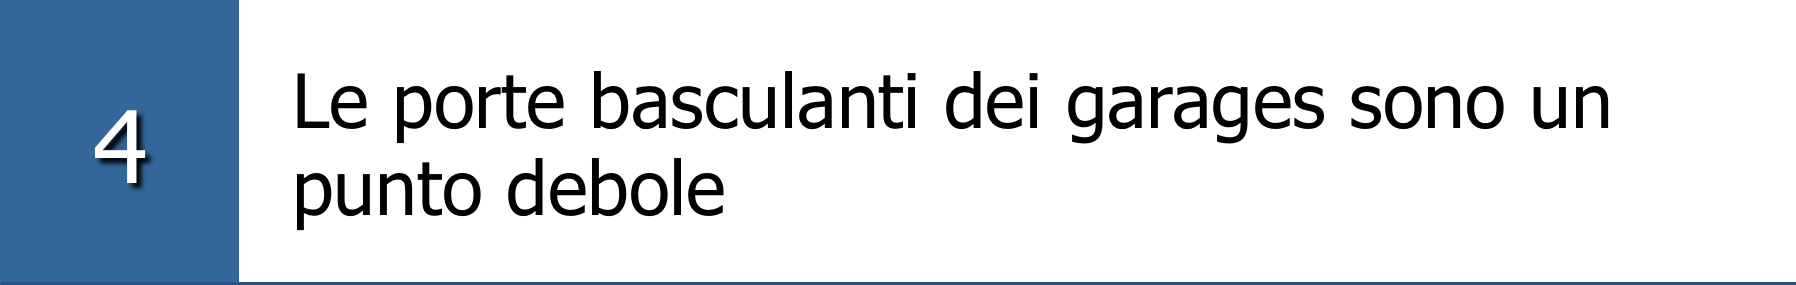 4
Le porte basculanti dei garages sono un
punto debole